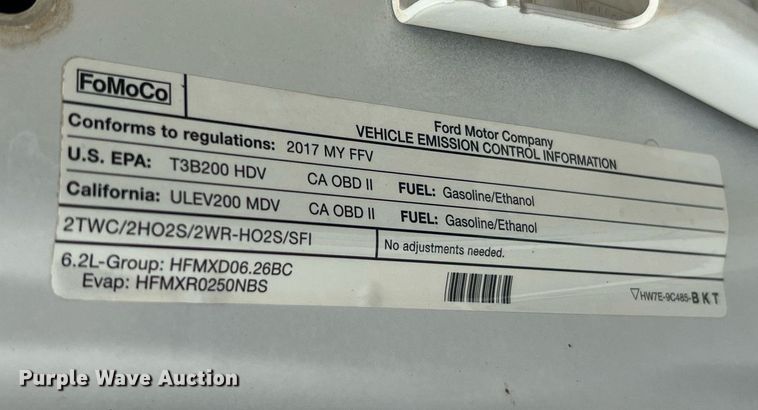 FoMoCo
Ford Motor Company
VEHICLE EMISSION CONTROL INFORMATION
Conforms to regulations: 2017 MY FFV
U.S. EPA: T3B200 HDV CA OBD II FUEL: Gasoline/Ethanol
California: ULEV200 MDV CA OBD II FUEL: Gasoline/Ethanol
2TWC/2HO2S/2WR-HO2S/SFI No adjustments needed.
6.2L-Group: HFMXD06.26BC
Evap: HFMXR0250NBS
HW7E-9C485-BKT
Purple Wave Auction